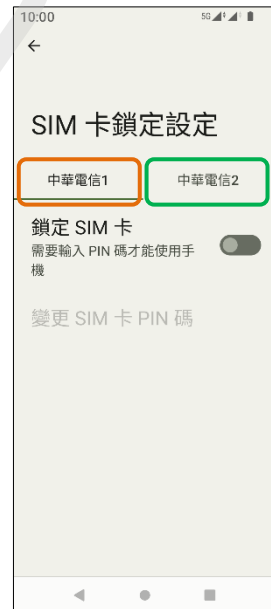 10:00 5G
SIM 卡鎖定設定
中華電信1 中華電信2
鎖定 SIM 卡
需要輸入 PIN 碼才能使用手
機
變更 SIM 卡 PIN 碼